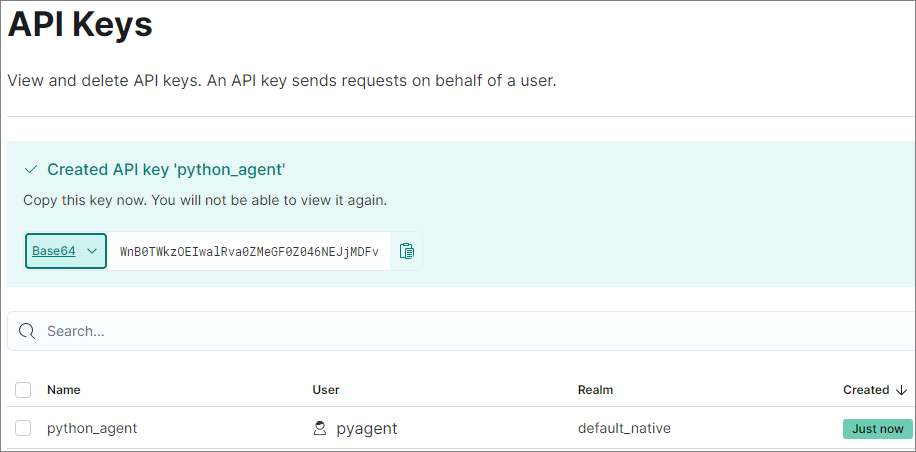 API Keys
View and delete API keys. An API key sends requests on behalf of a user.
Created API key 'python_agent'
Copy this key now. You will not be able to view it again.
Base64 WnB0TWkzOEIwalRva0ZMeGF0Z046NEJjMDFv
Search...
Name User Realm Created
python_agent pyagent default_native Just now